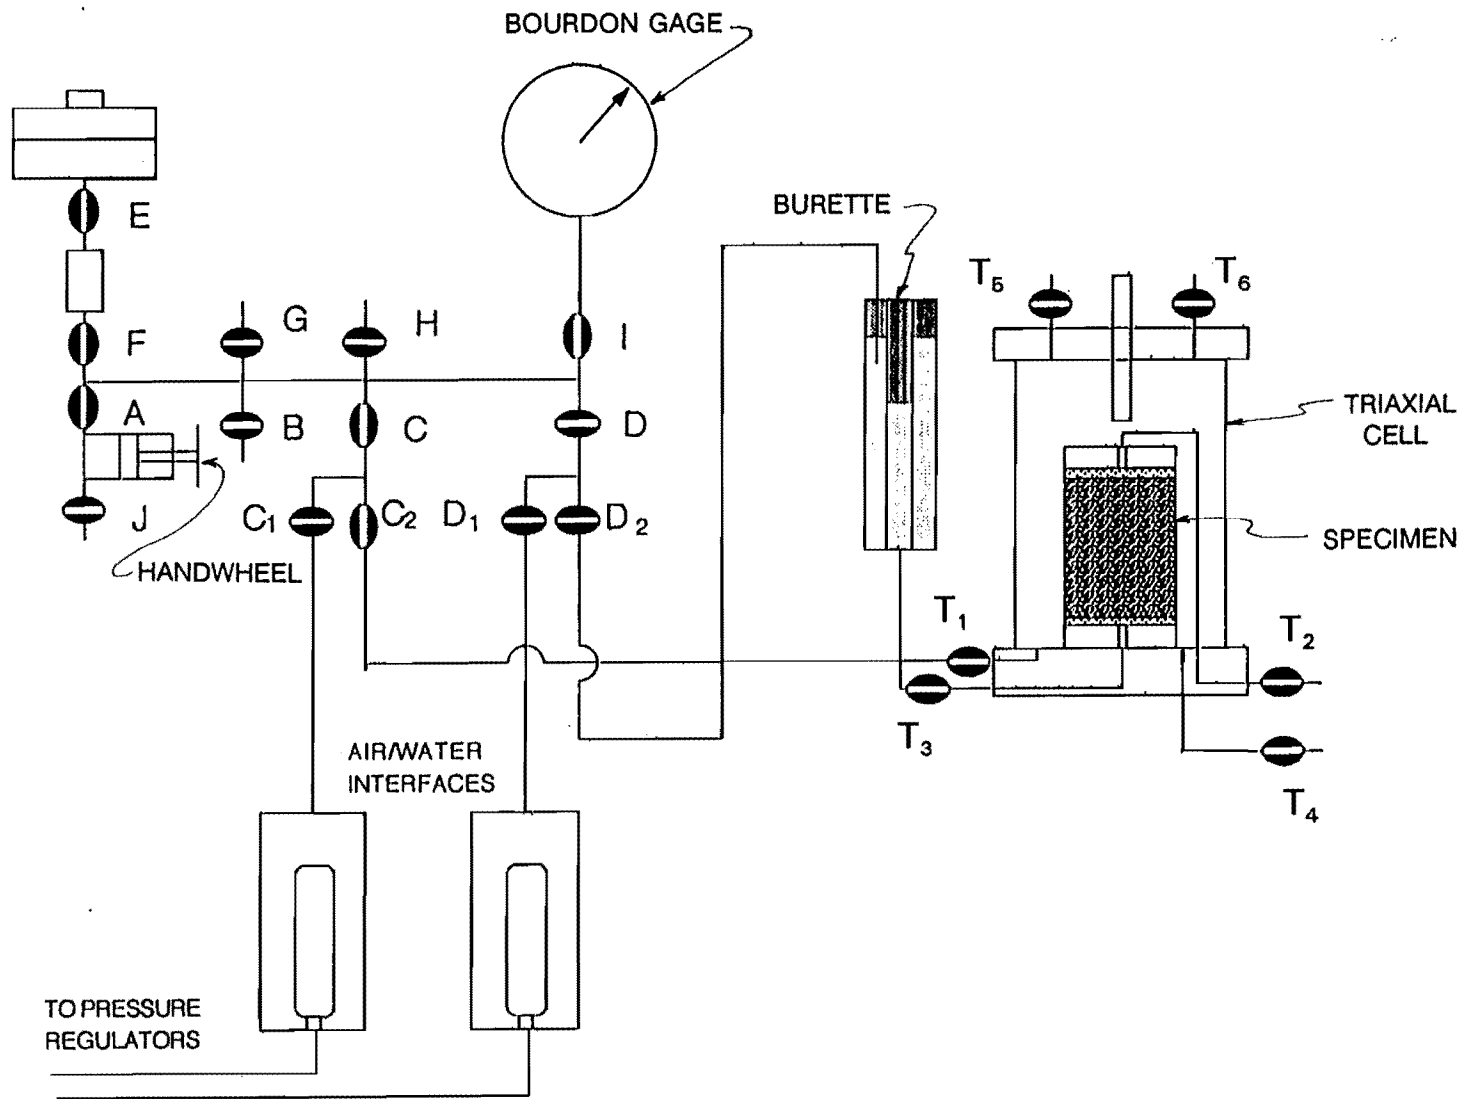 BOURDON GAGE
E
BURETTE
T5
T6
G
H
F
I
A
B
C
D
TRIAXIAL
CELL
J
C1
C2
D1
D2
SPECIMEN
HANDWHEEL
T1
T2
T3
AIR/WATER
INTERFACES
T4
TO PRESSURE
REGULATORS